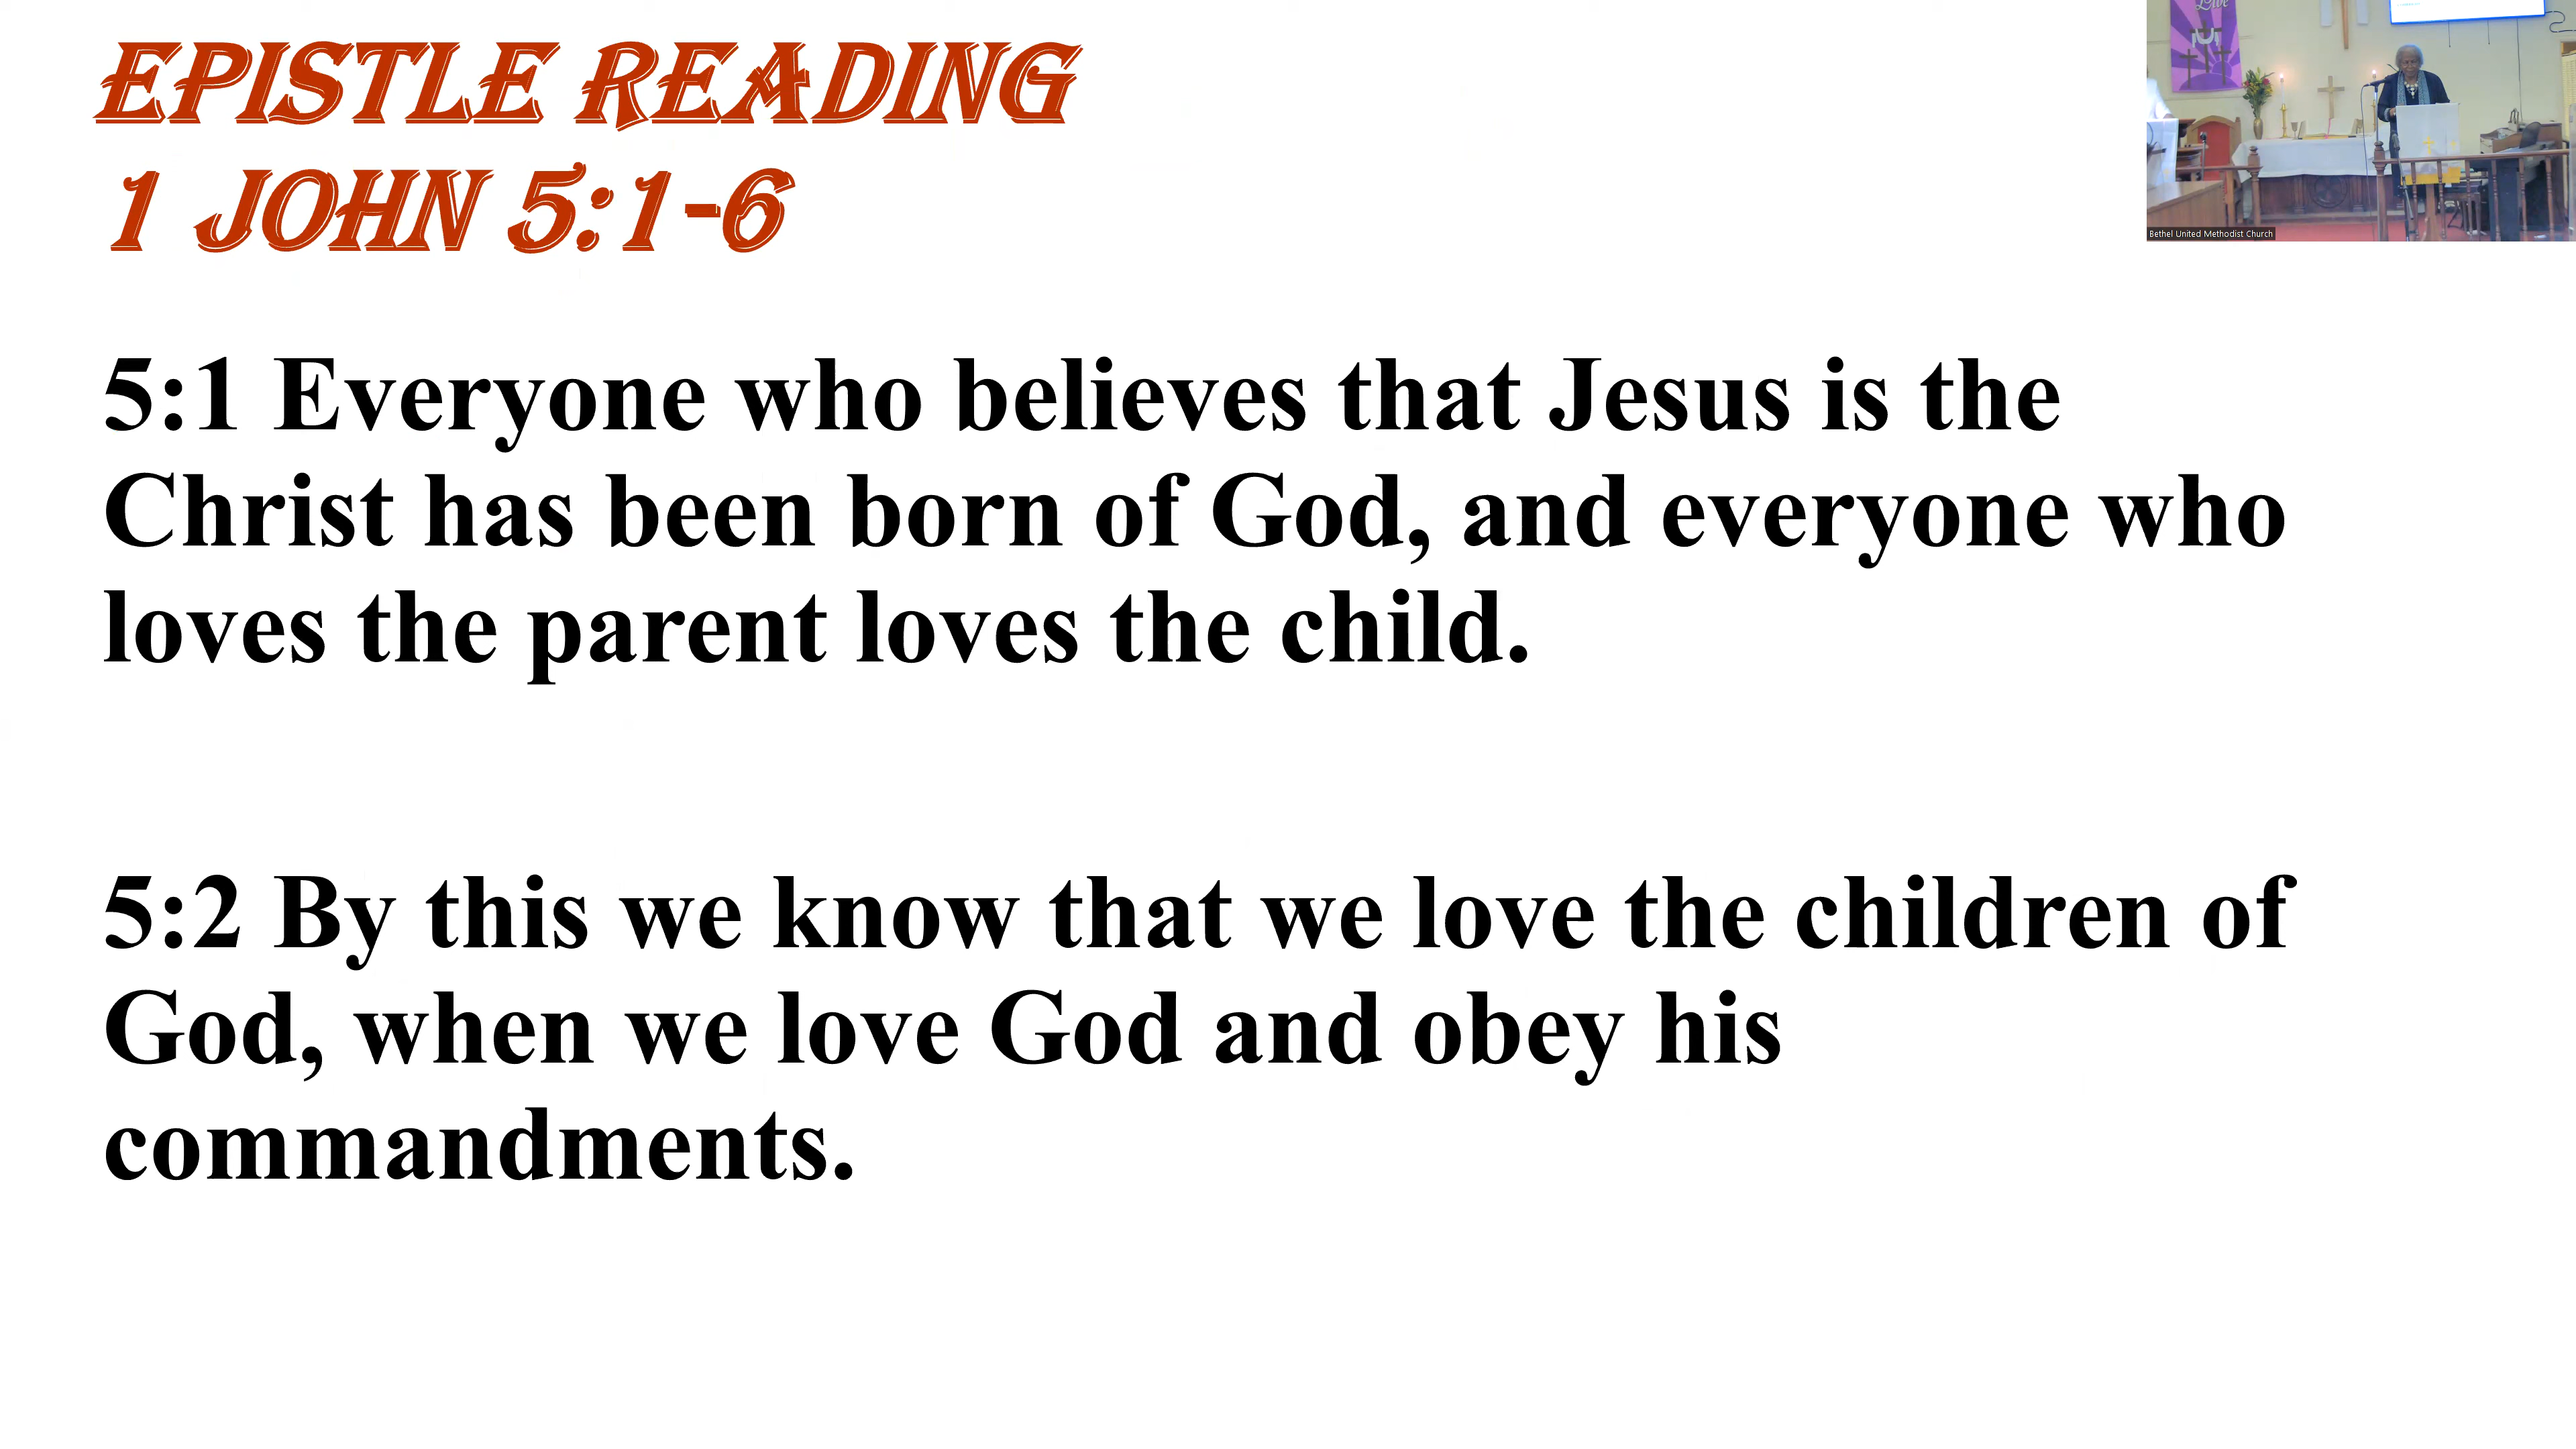 EPISTLE READING
1 JOHN 5:1-6
5:1 Everyone who believes that Jesus is the
Christ has been born of God, and everyone who
loves the parent loves the child.
5:2 By this we know that we love the children of
God, when we love God and obey his
commandments.
Live
Bethel United Methodist Church